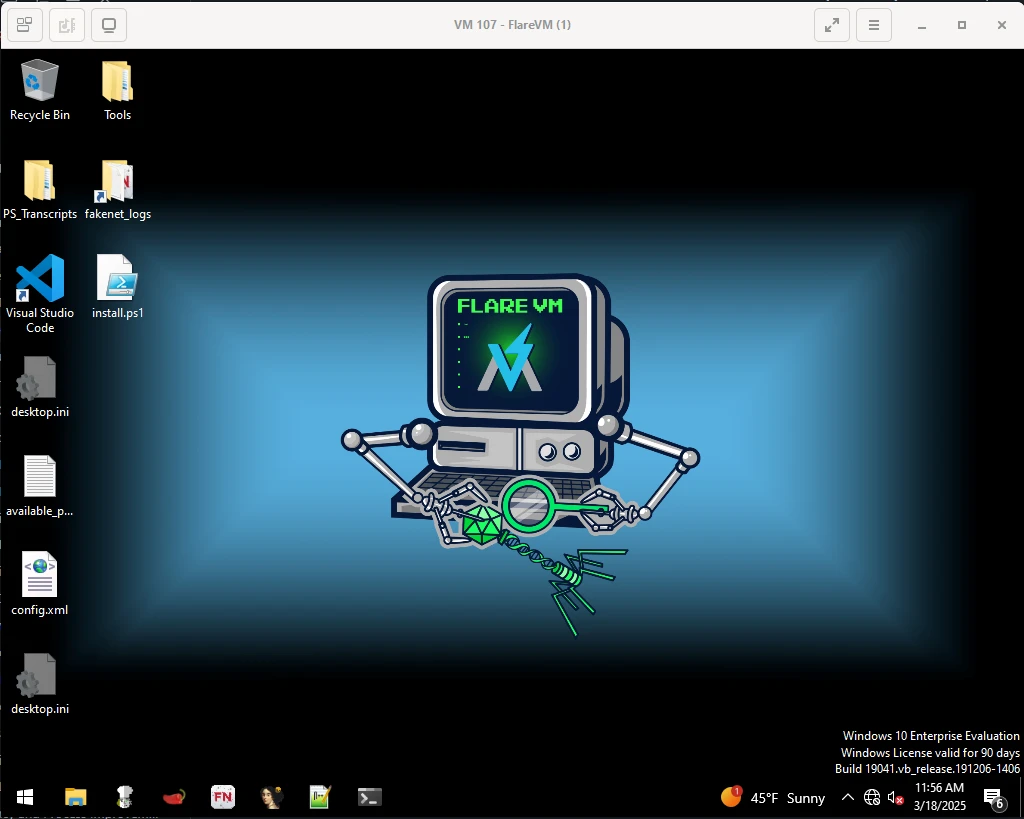 VM 107 - FlareVM (1)
Recycle Bin
Tools
PS_Transcripts
fakenet_logs
Visual Studio
Code
install.ps1
desktop.ini
available_p...
config.xml
desktop.ini
FLARE VM
Windows 10 Enterprise Evaluation
Windows License valid for 90 days
Build 19041.vb_release.191206-1406
FN
1
45°F Sunny
11:56 AM
3/18/2025
6